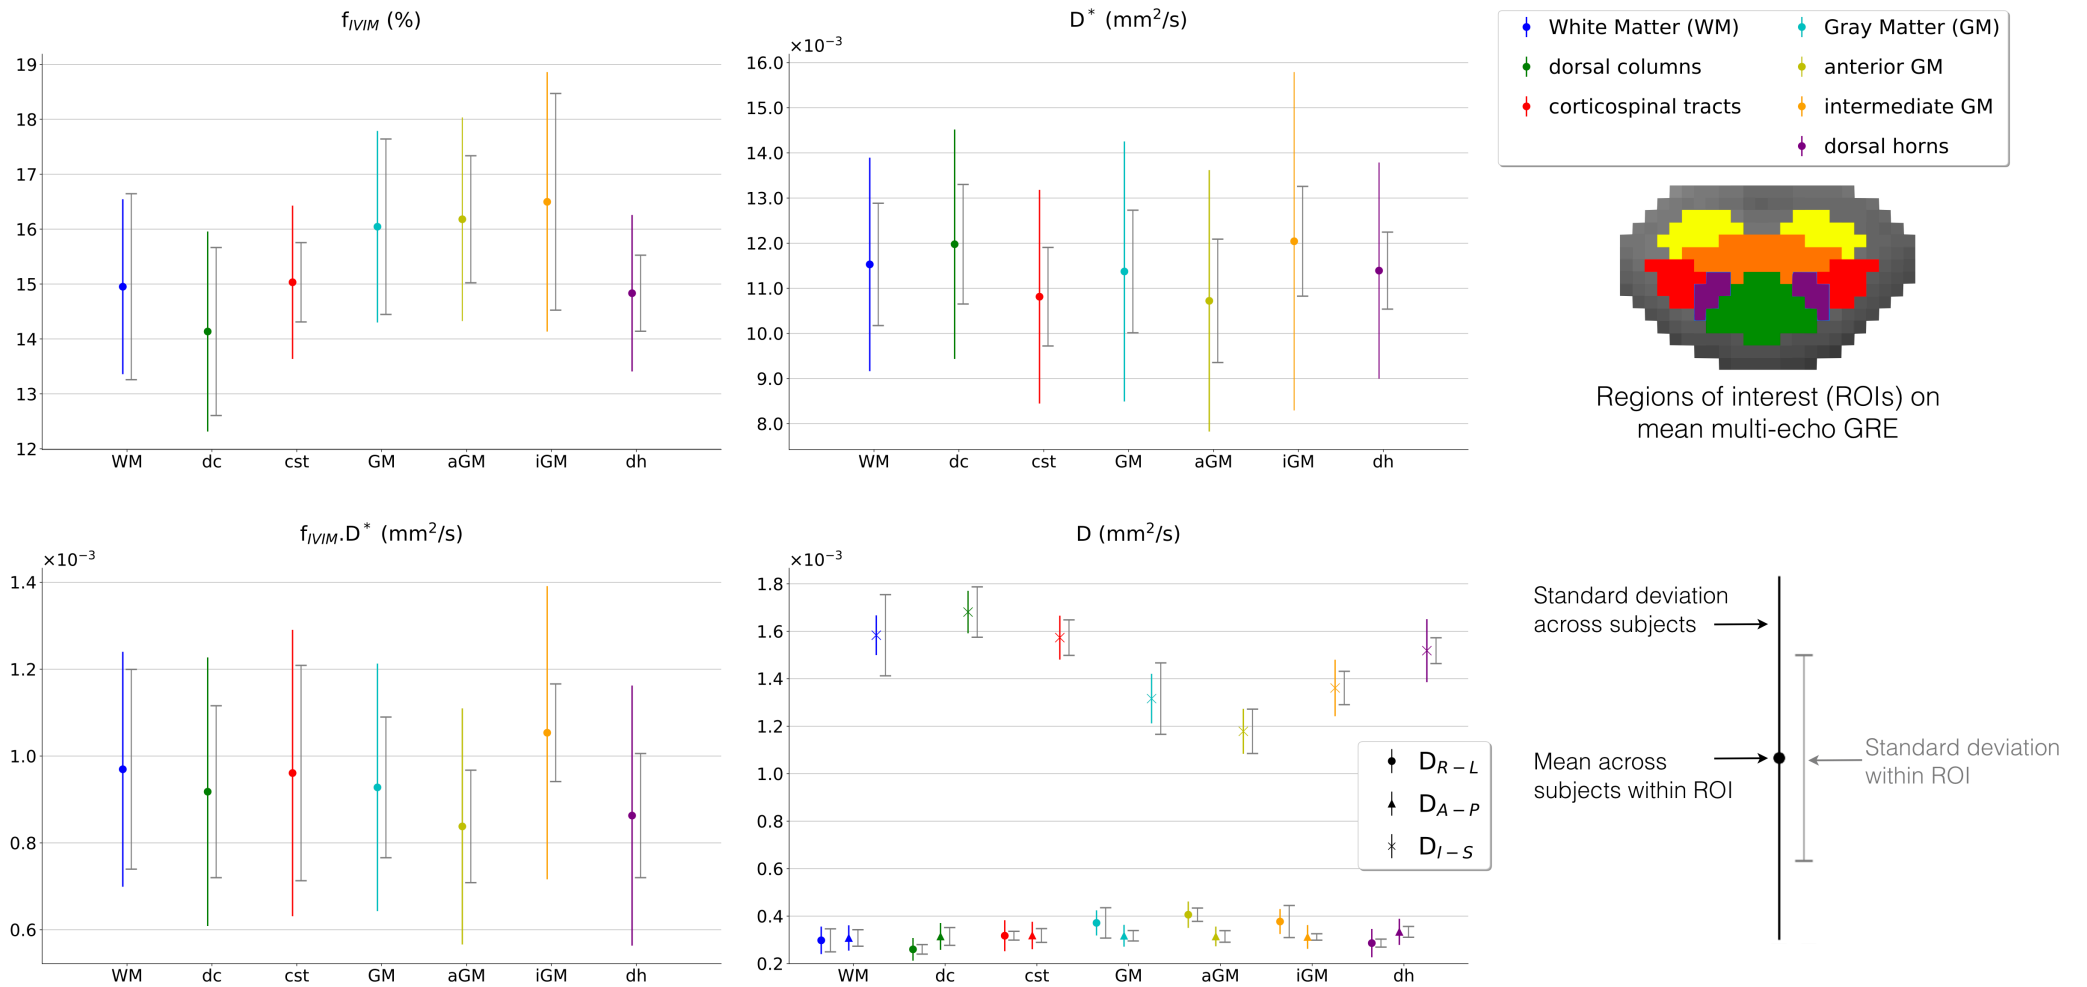 f_IVIM (%)
19
18
17
16
15
14
13
12
WM dc cst GM aGM iGM dh
D* (mm²/s)
×10⁻³
16.0
15.0
14.0
13.0
12.0
11.0
10.0
9.0
8.0
WM dc cst GM aGM iGM dh
White Matter (WM)
dorsal columns
corticospinal tracts
Gray Matter (GM)
anterior GM
intermediate GM
dorsal horns
Regions of interest (ROIs) on
mean multi-echo GRE
f_IVIM.D* (mm²/s)
×10⁻³
1.4
1.2
1.0
0.8
0.6
WM dc cst GM aGM iGM dh
D (mm²/s)
×10⁻³
1.8
1.6
1.4
1.2
1.0
0.8
0.6
0.4
0.2
WM dc cst GM aGM iGM dh
D_R−L
D_A−P
D_I−S
Standard deviation
across subjects
Mean across
subjects within ROI
Standard deviation
within ROI